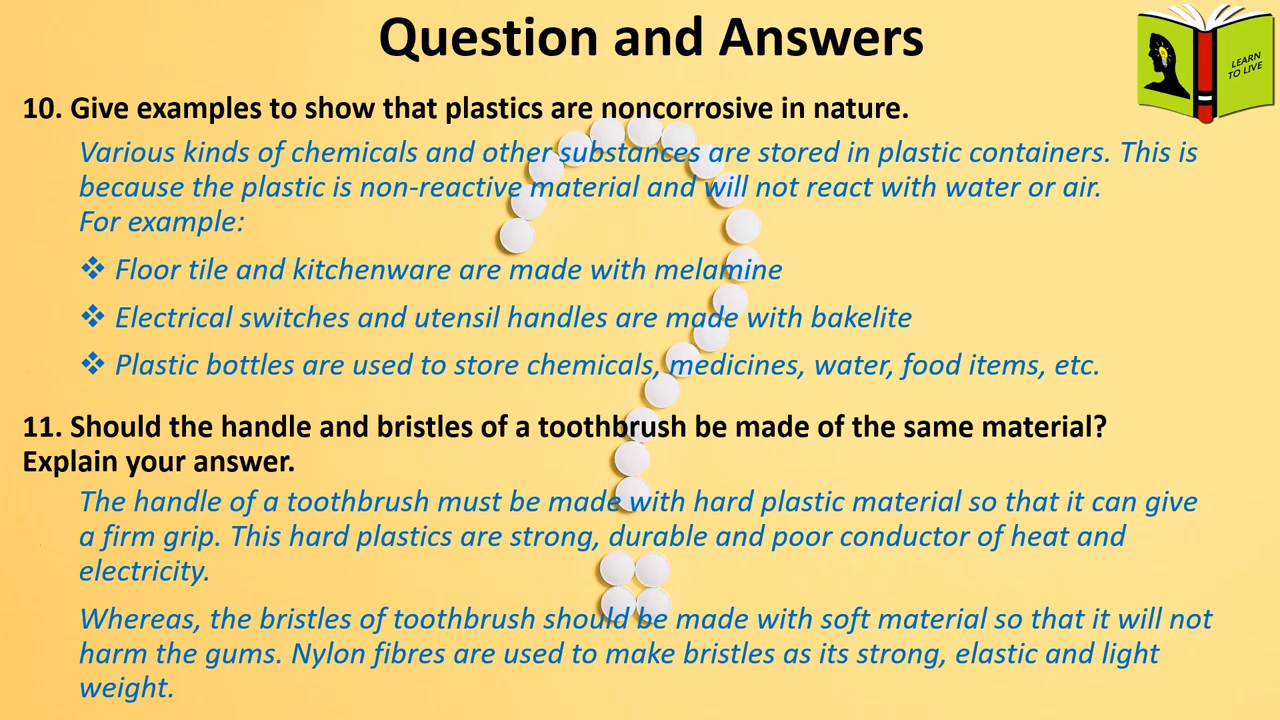 Question and Answers
LEARN
TO LIVE
10. Give examples to show that plastics are noncorrosive in nature.
Various kinds of chemicals and other substances are stored in plastic containers. This is
because the plastic is non-reactive material and will not react with water or air.
For example:
❖ Floor tile and kitchenware are made with melamine
❖ Electrical switches and utensil handles are made with bakelite
❖ Plastic bottles are used to store chemicals, medicines, water, food items, etc.
11. Should the handle and bristles of a toothbrush be made of the same material?
Explain your answer.
The handle of a toothbrush must be made with hard plastic material so that it can give
a firm grip. This hard plastics are strong, durable and poor conductor of heat and
electricity.
Whereas, the bristles of toothbrush should be made with soft material so that it will not
harm the gums. Nylon fibres are used to make bristles as its strong, elastic and light
weight.